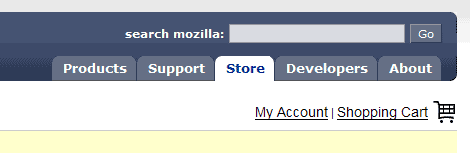 search mozilla: Go
Products Support Store Developers About
My Account | Shopping Cart